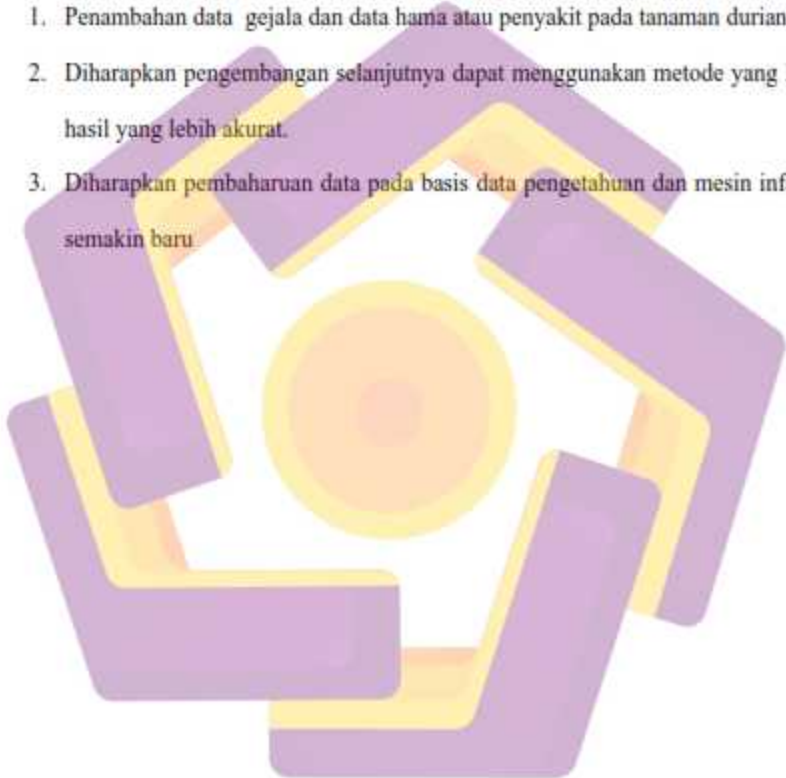 1. Penambahan data gejala dan data hama atau penyakit pada tanaman durian
2. Diharapkan pengembangan selanjutnya dapat menggunakan metode yang
hasil yang lebih akurat.
3. Diharapkan pembaharuan data pada basis data pengetahuan dan mesin inf
semakin baru